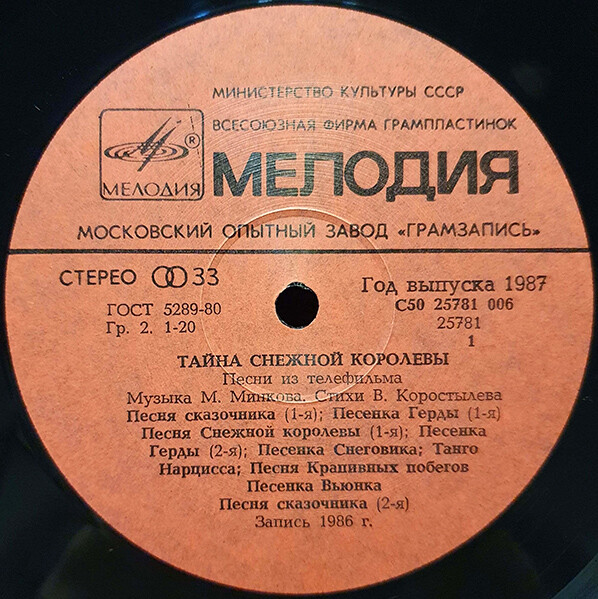 МИНИСТЕРСТВО КУЛЬТУРЫ СССР
ВСЕСОЮЗНАЯ ФИРМА ГРАМПЛАСТИНОК
®
МЕЛОДИЯ
МЕЛОДИЯ
МОСКОВСКИЙ ОПЫТНЫЙ ЗАВОД «ГРАМЗАПИСЬ»
СТЕРЕО 33
Год выпуска 1987
ГОСТ 5289-80
С50 25781 006
Гр. 2. 1-20
25781
1
ТАЙНА СНЕЖНОЙ КОРОЛЕВЫ
Песни из телефильма
Музыка М. Минкова. Стихи В. Коростылева
Песня сказочника (1-я); Песенка Герды (1-я)
Песня Снежной королевы (1-я); Песенка
Герды (2-я); Песенка Снеговика; Танго
Нарцисса; Песня Крапивных побегов
Песенка Вьюнка
Песня сказочника (2-я)
Запись 1986 г.